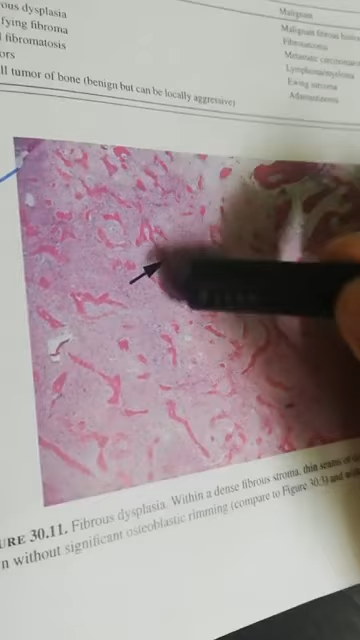 ous dysplasia
fying fibroma
l fibromatosis
ors
ll tumor of bone (benign but can be locally aggressive)
Malignant
Malignant fibrous
Fibrosarcoma
Metastatic carcinoma
Lymphoma/myeloma
Ewing sarcoma
Adamantinoma
URE 30.11. Fibrous dysplasia. Within a dense fibrous stroma, thin seams of
n without significant osteoblastic rimming (compare to Figure 30.3) and